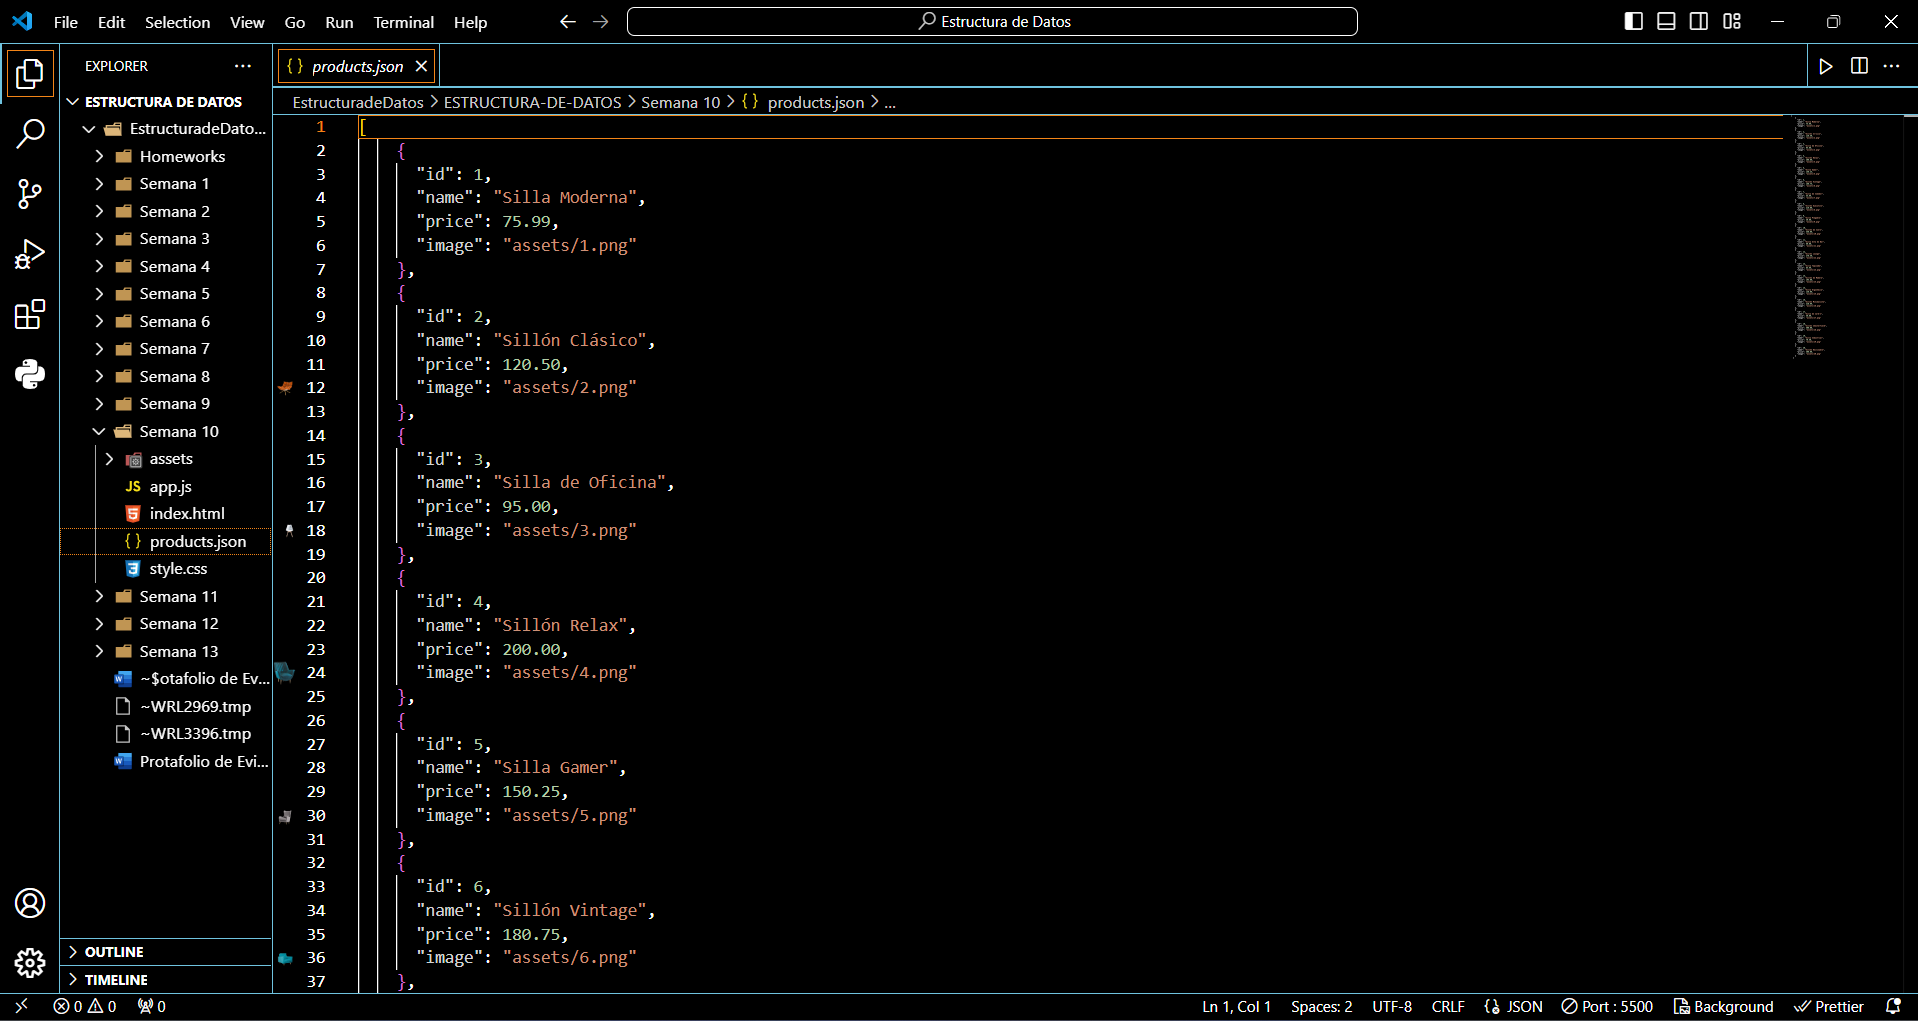 File Edit Selection View Go Run Terminal Help
Estructura de Datos
EXPLORER
products.json
ESTRUCTURA DE DATOS
EstructuradeDato...
Homeworks
Semana 1
Semana 2
Semana 3
Semana 4
Semana 5
Semana 6
Semana 7
Semana 8
Semana 9
Semana 10
assets
JS app.js
index.html
{} products.json
style.css
Semana 11
Semana 12
Semana 13
~$otafolio de Ev...
~WRL2969.tmp
~WRL3396.tmp
Protafolio de Evi...
OUTLINE
TIMELINE
EstructuradeDatos > ESTRUCTURA-DE-DATOS > Semana 10 > {} products.json > ...
1 [
2 {
3 "id": 1,
4 "name": "Silla Moderna",
5 "price": 75.99,
6 "image": "assets/1.png"
7 },
8 {
9 "id": 2,
10 "name": "Sillón Clásico",
11 "price": 120.50,
12 "image": "assets/2.png"
13 },
14 {
15 "id": 3,
16 "name": "Silla de Oficina",
17 "price": 95.00,
18 "image": "assets/3.png"
19 },
20 {
21 "id": 4,
22 "name": "Sillón Relax",
23 "price": 200.00,
24 "image": "assets/4.png"
25 },
26 {
27 "id": 5,
28 "name": "Silla Gamer",
29 "price": 150.25,
30 "image": "assets/5.png"
31 },
32 {
33 "id": 6,
34 "name": "Sillón Vintage",
35 "price": 180.75,
36 "image": "assets/6.png"
37 },
0 0 0
Ln 1, Col 1 Spaces: 2 UTF-8 CRLF {} JSON Port : 5500 Background Prettier